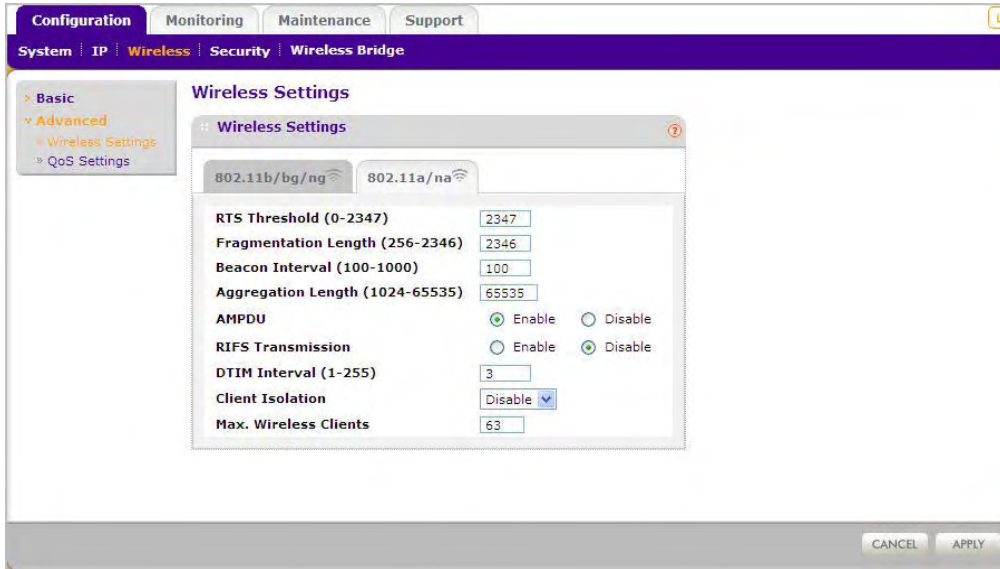 Configuration Monitoring Maintenance Support
System IP Wireless Security Wireless Bridge
Basic
Advanced
Wireless Settings
QoS Settings
Wireless Settings
Wireless Settings
802.11b/bg/ng 802.11a/na
RTS Threshold (0-2347) 2347
Fragmentation Length (256-2346) 2346
Beacon Interval (100-1000) 100
Aggregation Length (1024-65535) 65535
AMPDU Enable Disable
RIFS Transmission Enable Disable
DTIM Interval (1-255) 3
Client Isolation Disable
Max. Wireless Clients 63
CANCEL APPLY